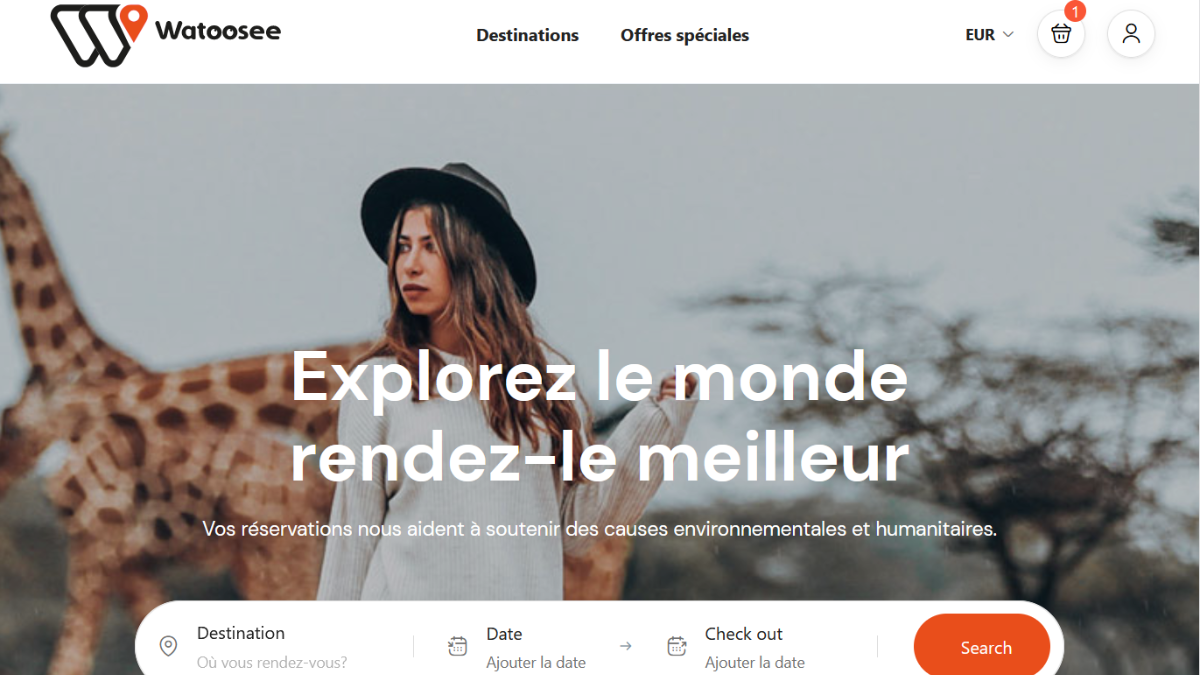 Watoosee
Destinations
Offres spéciales
EUR
1
Explorez le monde
rendez-le meilleur
Vos réservations nous aident à soutenir des causes environnementales et humanitaires.
Destination
Où vous rendez-vous?
Date
Ajouter la date
Check out
Ajouter la date
Search